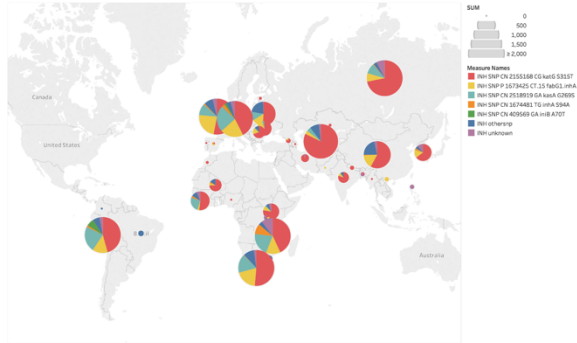 SUM
0
500
1,000
1,500
≥ 2,000
Measure Names
INH SNP CN 2155168 CG katG S315T
INH SNP P 1673425 CT.15 fabG1.inhA
INH SNP CN 2518919 GA kasA G269S
INH SNP CN 1674481 TG inhA S94A
INH SNP CN 409569 GA iniB A70T
INH othersnp
INH unknown
Canada
United States
Australia